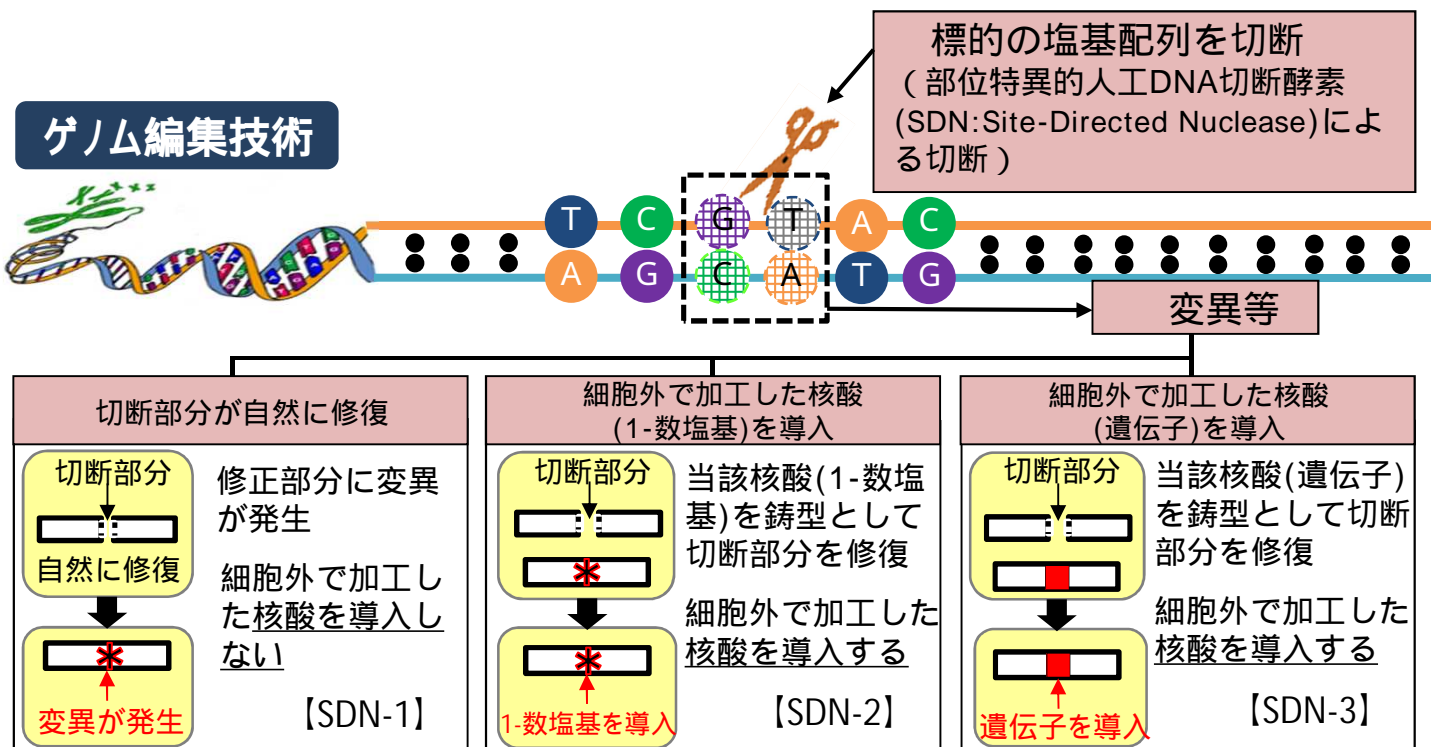 標的の塩基配列を切断
(部位特異的人工DNA切断酵素
(SDN:Site-Directed Nuclease)によ
る切断)
ゲノム編集技術
T C G T A C
A G C A T G
変異等
切断部分が自然に修復
切断部分
自然に修復
変異が発生
修正部分に変異
が発生
細胞外で加工し
た核酸を導入し
ない
【SDN-1】
細胞外で加工した核酸
(1-数塩基)を導入
切断部分
1-数塩基を導入
当該核酸(1-数塩
基)を鋳型として
切断部分を修復
細胞外で加工した
核酸を導入する
【SDN-2】
細胞外で加工した核酸
(遺伝子)を導入
切断部分
遺伝子を導入
当該核酸(遺伝子)
を鋳型として切断
部分を修復
細胞外で加工した
核酸を導入する
【SDN-3】